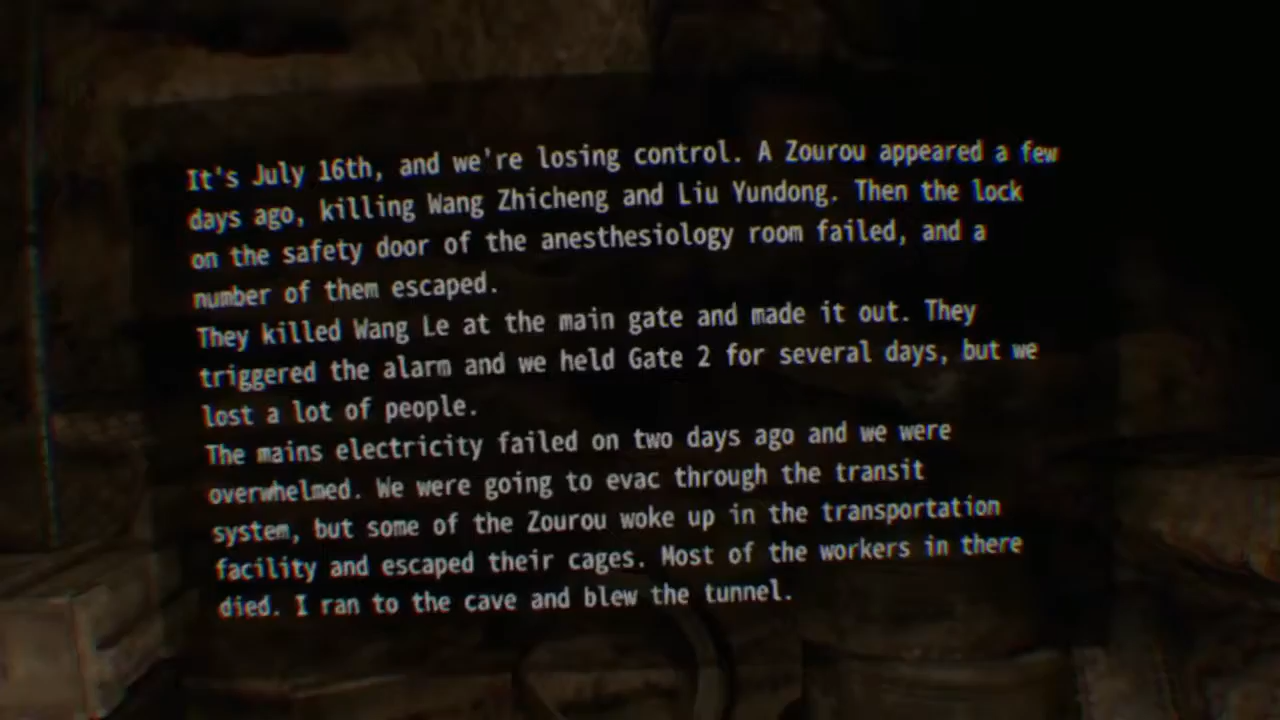 It's July 16th, and we're losing control. A Zourou appeared a few
days ago, killing Wang Zhicheng and Liu Yundong. Then the lock
on the safety door of the anesthesiology room failed, and a
number of them escaped.
They killed Wang Le at the main gate and made it out. They
triggered the alarm and we held Gate 2 for several days, but we
lost a lot of people.
The mains electricity failed on two days ago and we were
overwhelmed. We were going to evac through the transit
system, but some of the Zourou woke up in the transportation
facility and escaped their cages. Most of the workers in there
died. I ran to the cave and blew the tunnel.